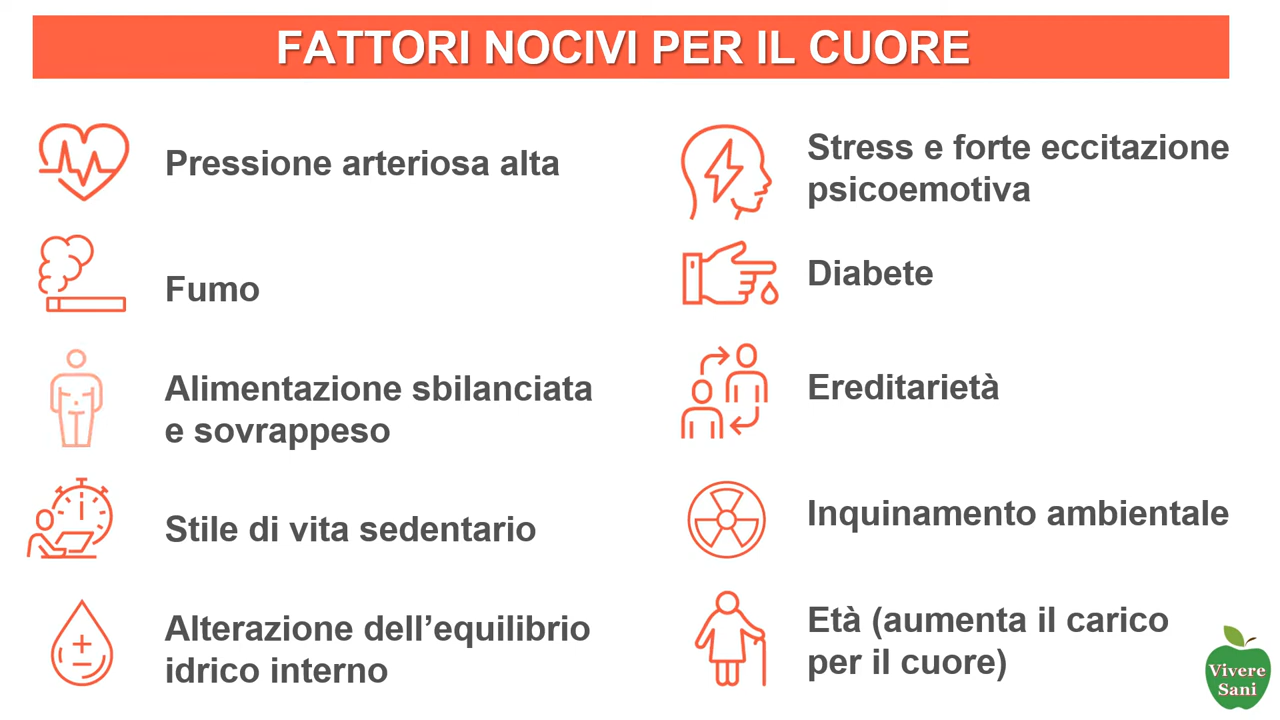 FATTORI NOCIVI PER IL CUORE
Pressione arteriosa alta
Fumo
Alimentazione sbilanciata
e sovrappeso
Stile di vita sedentario
Alterazione dell’equilibrio
idrico interno
Stress e forte eccitazione
psicoemotiva
Diabete
Ereditarietà
Inquinamento ambientale
Età (aumenta il carico
per il cuore)
Vivere
Sani